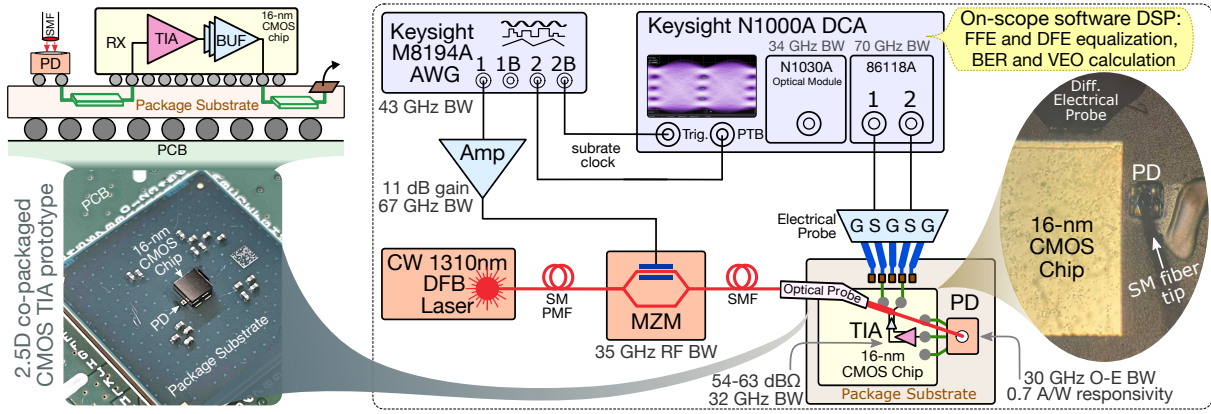 SMF
PD
RX
TIA
BUF
16-nm
CMOS
chip
Package Substrate
PCB
2.5D co-packaged
CMOS TIA prototype
PCB
16-nm
CMOS
Chip
PD
Package Substrate
Keysight
M8194A
AWG
1 1B 2 2B
43 GHz BW
Amp
11 dB gain
67 GHz BW
subrate
clock
Keysight N1000A DCA
34 GHz BW
70 GHz BW
N1030A
Optical Module
86118A
1 2
Trig.
PTB
On-scope software DSP:
FFE and DFE equalization,
BER and VEO calculation
CW 1310nm
DFB
Laser
SM
PMF
MZM
35 GHz RF BW
SMF
Electrical
Probe
G S G S G
Optical Probe
PD
TIA
16-nm
CMOS Chip
Package Substrate
54-63 dBΩ
32 GHz BW
30 GHz O-E BW
0.7 A/W responsivity
Diff.
Electrical
Probe
PD
16-nm
CMOS
Chip
SM fiber
tip